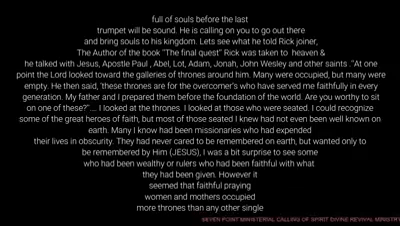 full of souls before the last
trumpet will be sound. He is calling on you to go out there
and bring souls to his kingdom. Lets see what he told Rick joiner,
The Author of the book "The final quest" Rick was taken to heaven &
he talked with Jesus, Apostle Paul , Abel, Lot, Adam, Jonah, John Wesley and other saints ."At one
point the Lord looked toward the galleries of thrones around him. Many were occupied, but many were
empty. He then said, 'these thrones are for the overcomer's who have served me faithfully in every
generation. My father and I prepared them before the foundation of the world. Are you worthy to sit
on one of these?".... I looked at the thrones. I looked at those who were seated. I could recognize
some of the great heroes of faith, but most of those seated I knew had not even been well known on
earth. Many I know had been missionaries who had expended
their lives in obscurity. They had never cared to be remembered on earth, but wanted only to
be remembered by Him (JESUS), I was a bit surprise to see some
who had been wealthy or rulers who had been faithful with what
they had been given. However it
seemed that faithful praying
women and mothers occupied
more thrones than any other single
SEVEN POINT MINISTERIAL CALLING OF SPIRIT DIVINE REVIVAL MINISTRY